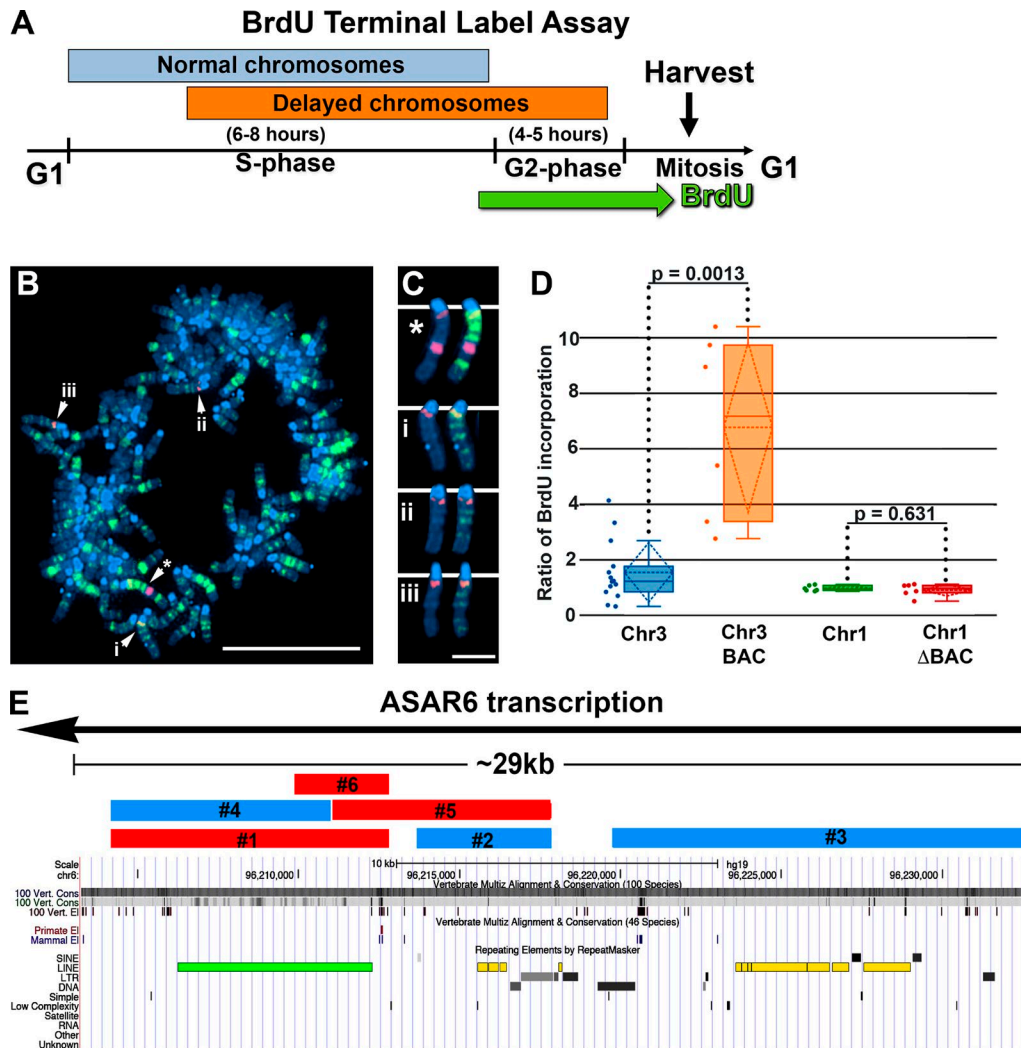 A
BrdU Terminal Label Assay
Normal chromosomes
Delayed chromosomes
Harvest
(6-8 hours)
(4-5 hours)
G1
S-phase
G2-phase
Mitosis
G1
BrdU
B
iii
ii
*
i
C
*
i
ii
iii
D
p = 0.0013
p = 0.631
Ratio of BrdU incorporation
10
8
6
4
2
0
Chr3
Chr3 BAC
Chr1
Chr1 ΔBAC
E
ASAR6 transcription
~29kb
#6
#4
#5
#1
#2
#3
Scale
10 kb
hg19
chr6:
96,210,000
96,215,000
96,220,000
96,225,000
96,230,000
Vertebrate Multiz Alignment & Conservation (100 Species)
100 Vert. Cons
100 Vert. Cons
100 Vert. El
Vertebrate Multiz Alignment & Conservation (46 Species)
Primate El
Mammal El
Repeating Elements by RepeatMasker
SINE
LINE
LTR
DNA
Simple
Low Complexity
Satellite
RNA
Other
Unknown